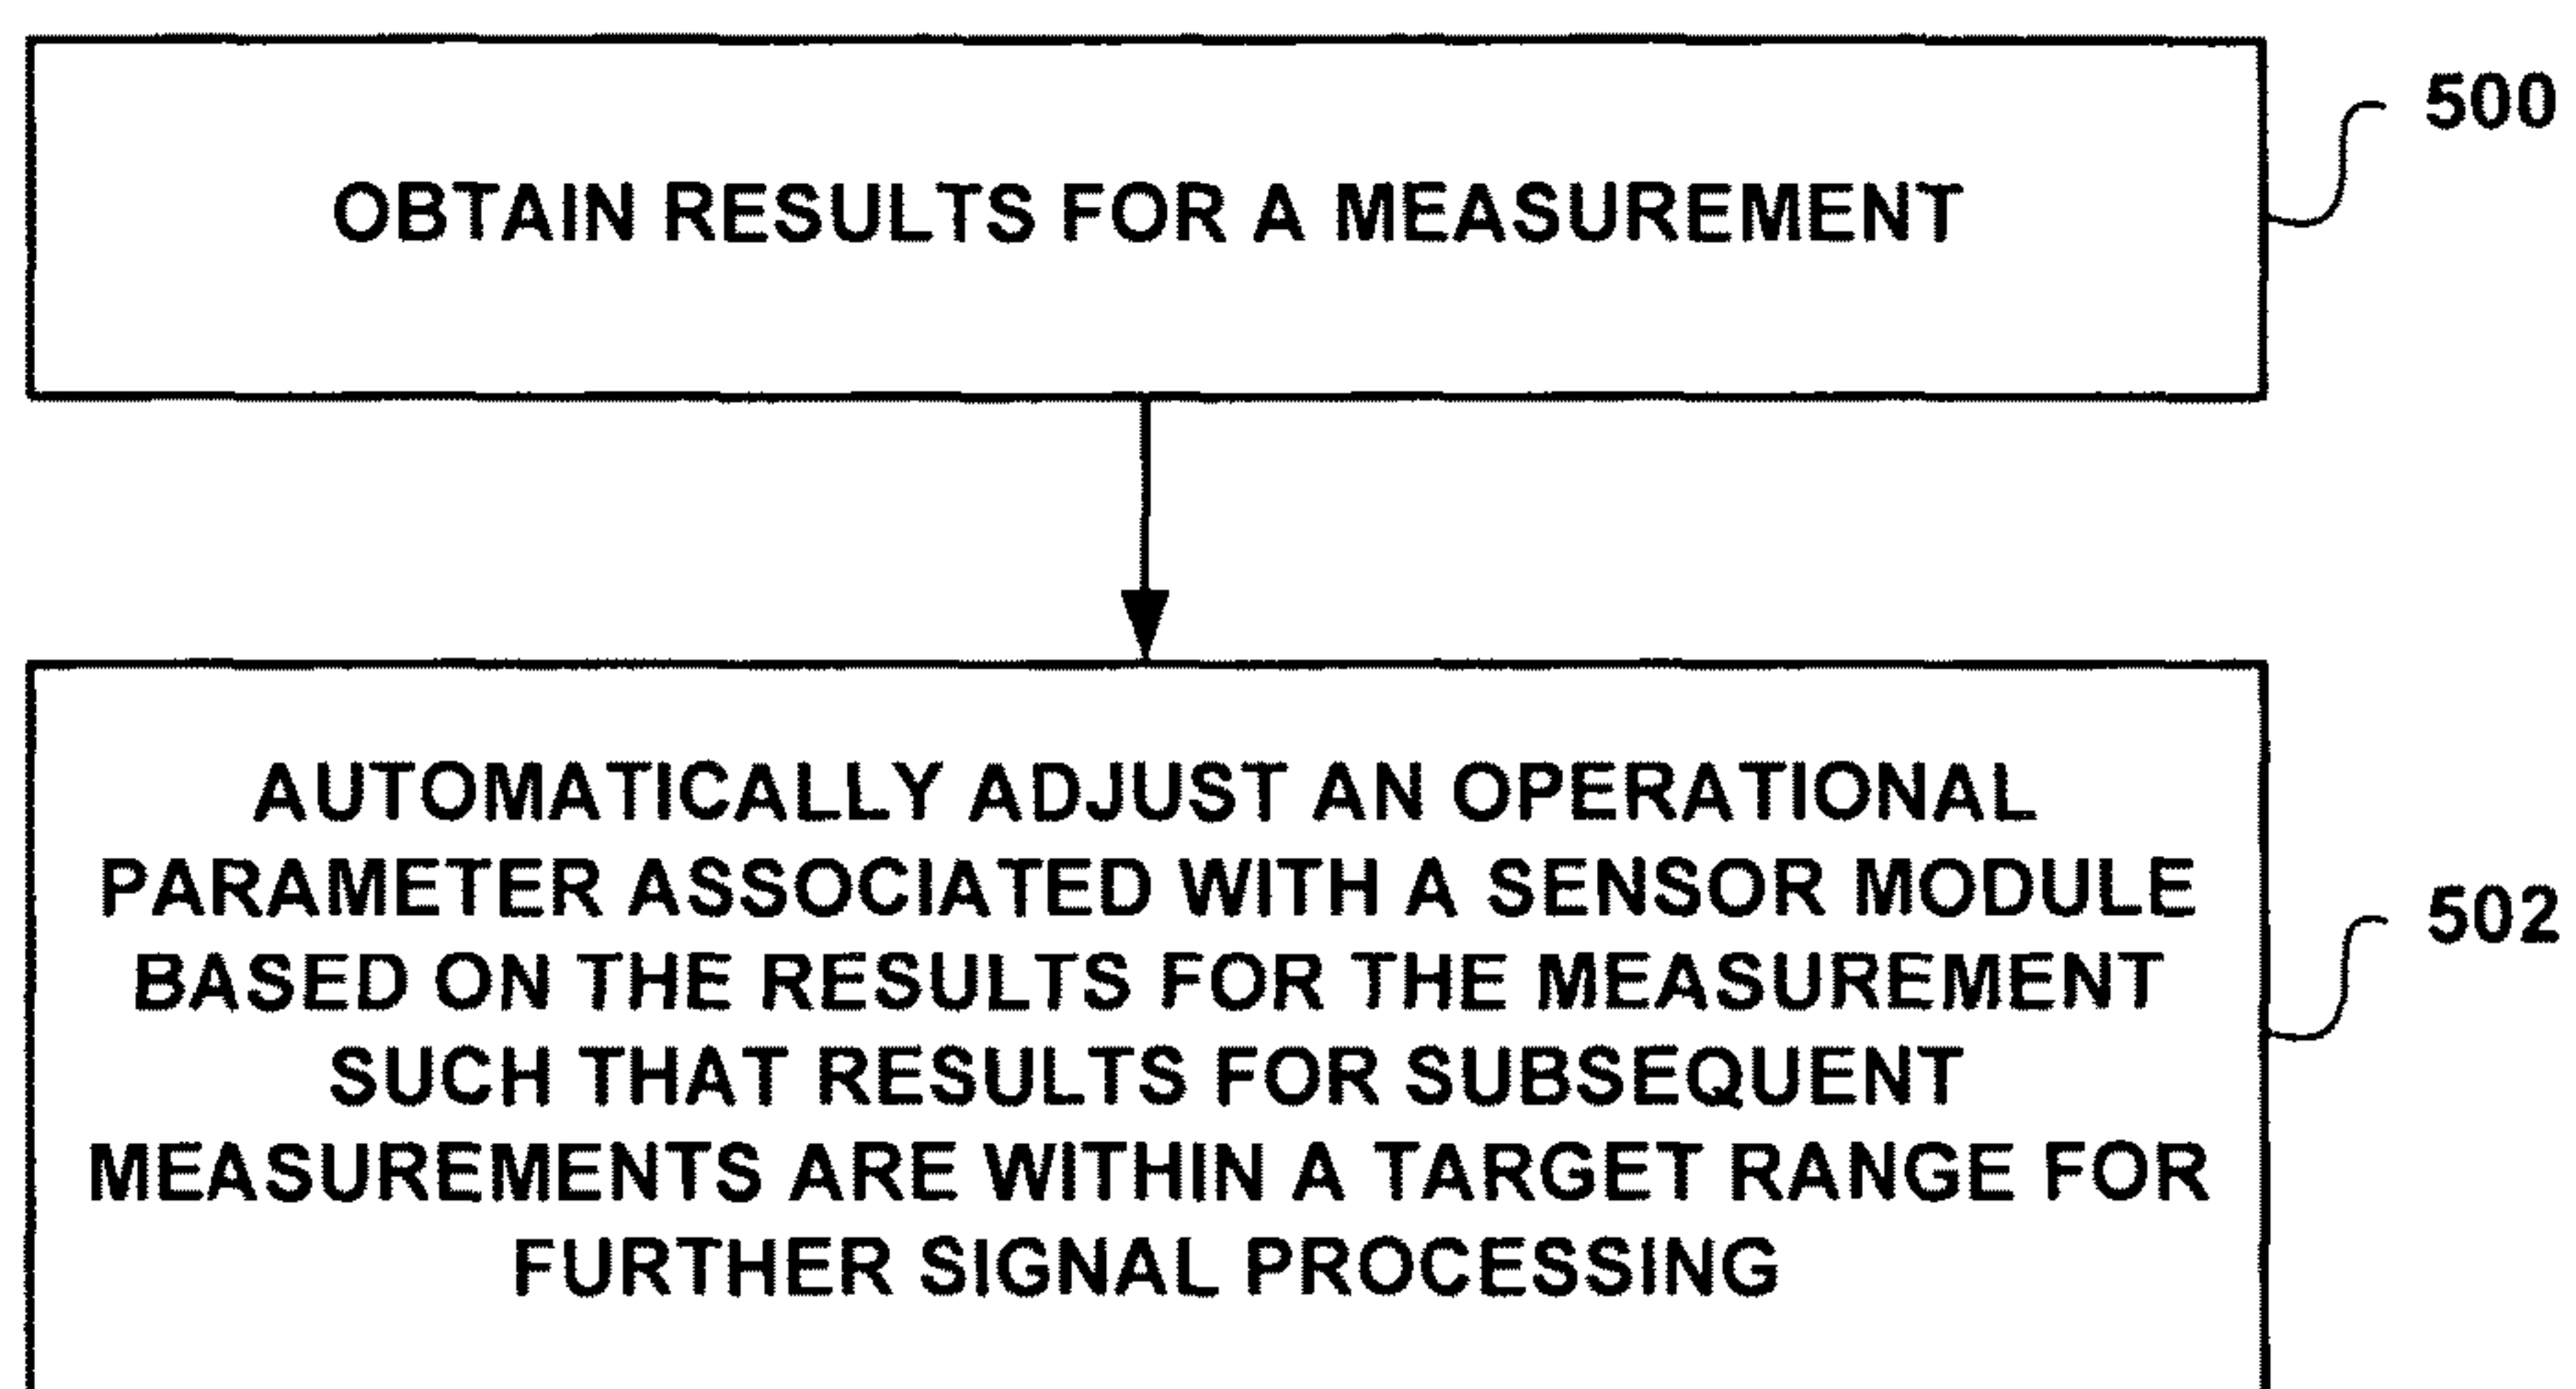 OBTAIN RESULTS FOR A MEASUREMENT
500
AUTOMATICALLY ADJUST AN OPERATIONAL
PARAMETER ASSOCIATED WITH A SENSOR MODULE
BASED ON THE RESULTS FOR THE MEASUREMENT
SUCH THAT RESULTS FOR SUBSEQUENT
MEASUREMENTS ARE WITHIN A TARGET RANGE FOR
FURTHER SIGNAL PROCESSING
502